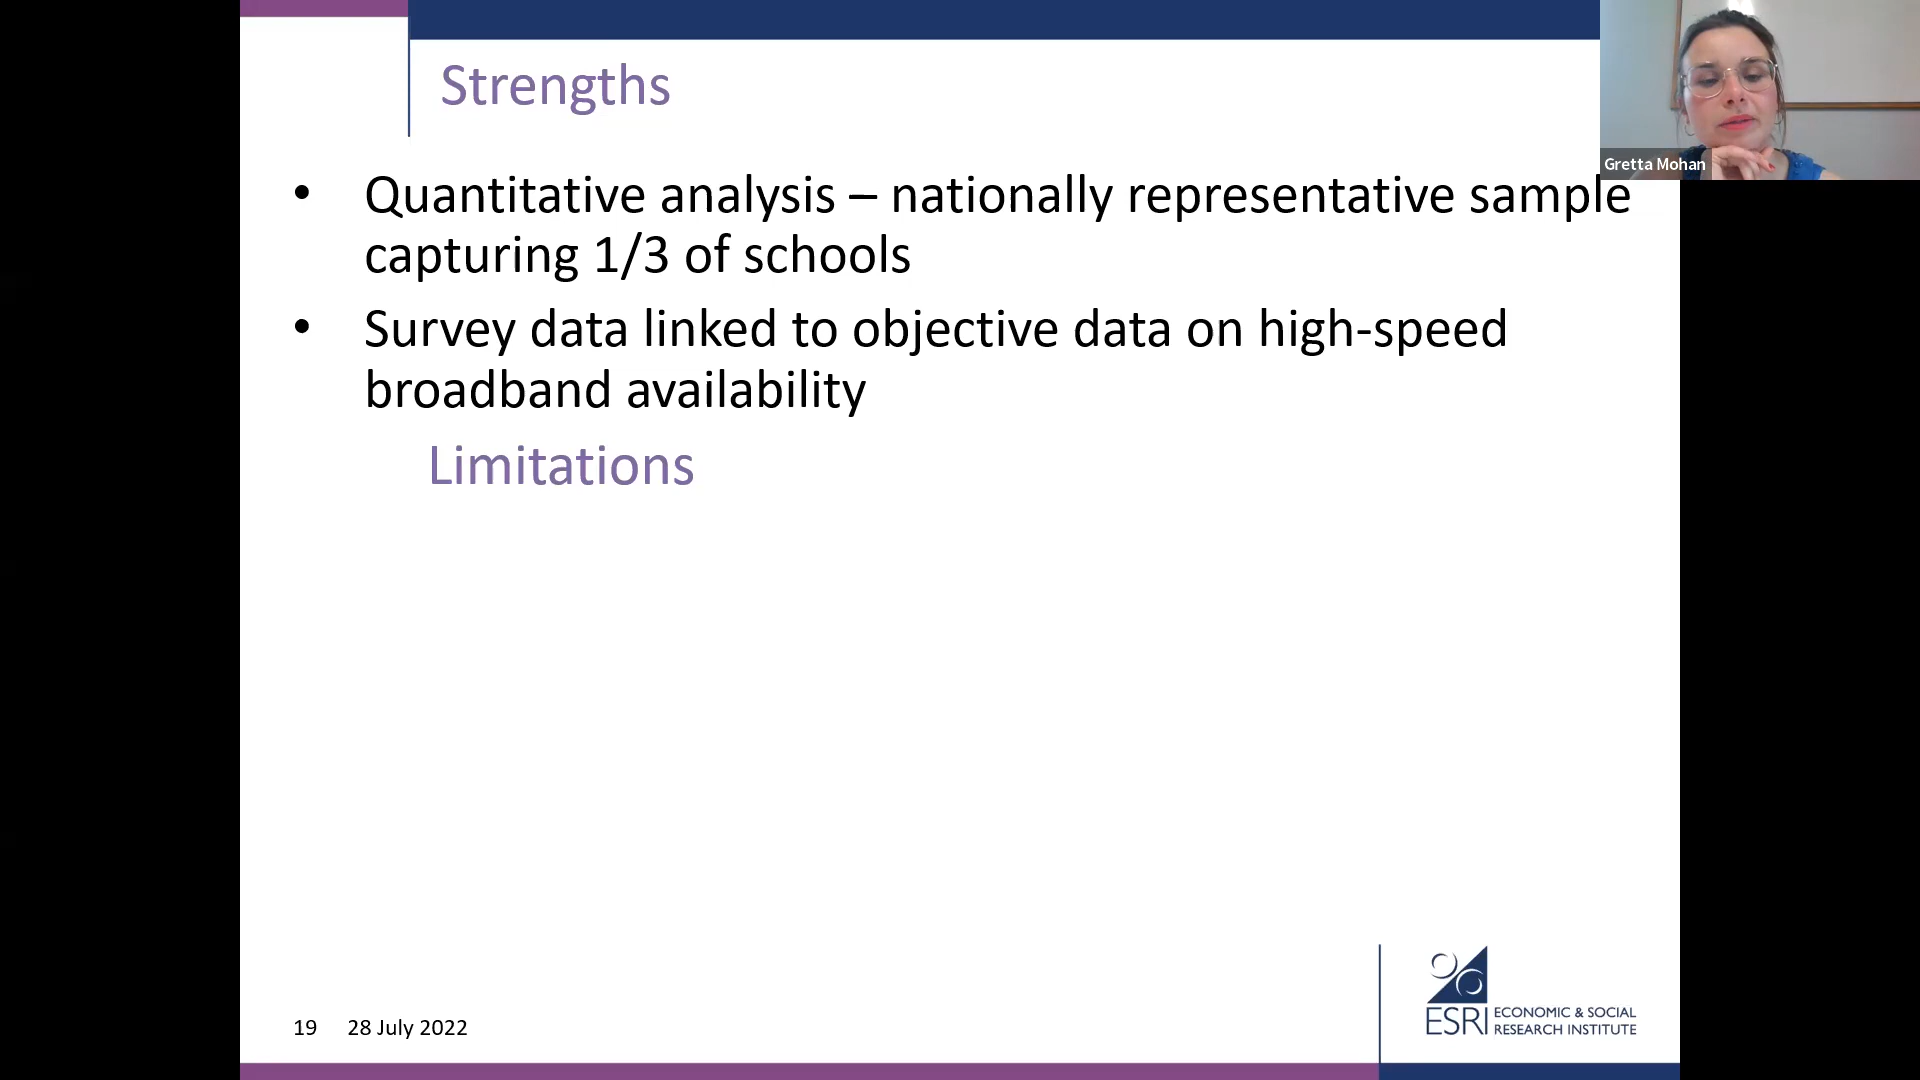 Strengths
Gretta Mohan
• Quantitative analysis – nationally representative sample
capturing 1/3 of schools
• Survey data linked to objective data on high-speed
broadband availability
Limitations
19 28 July 2022
ESRI ECONOMIC & SOCIAL
RESEARCH INSTITUTE